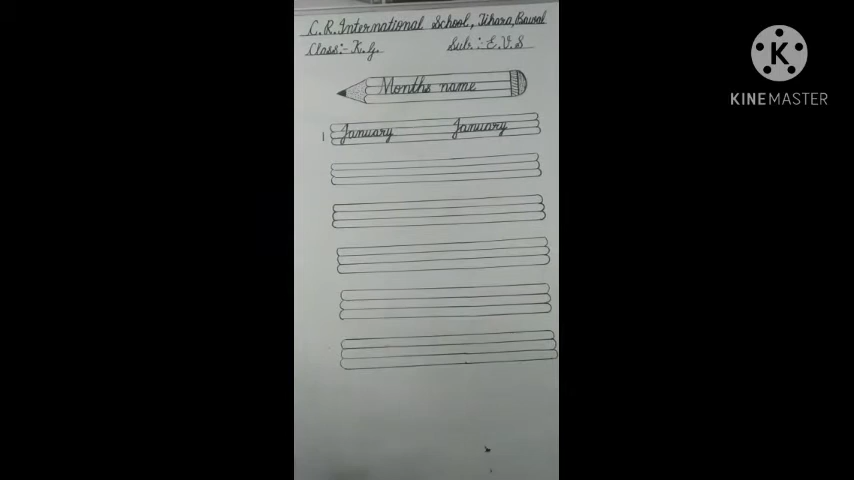 C.R. International School, Tihara, Bawal
Class:- K.G. Sub:- E.V.S
Months name
1 January January
K
KINEMASTER